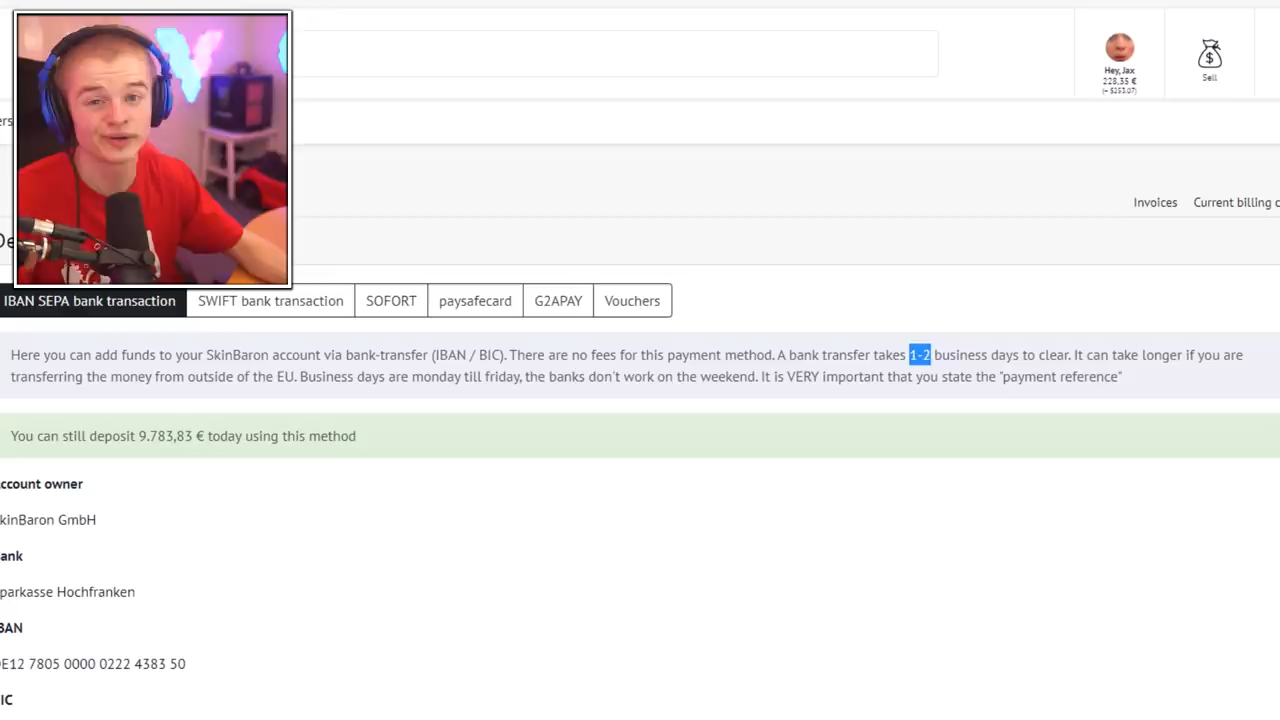 Hey, Jax
228,35 €
(≈ $253.07)
Sell
ers
Invoices Current billing c
De
IBAN SEPA bank transaction SWIFT bank transaction SOFORT paysafecard G2APAY Vouchers
Here you can add funds to your SkinBaron account via bank-transfer (IBAN / BIC). There are no fees for this payment method. A bank transfer takes 1-2 business days to clear. It can take longer if you are
transferring the money from outside of the EU. Business days are monday till friday, the banks don't work on the weekend. It is VERY important that you state the "payment reference"
You can still deposit 9.783,83 € today using this method
ccount owner
kinBaron GmbH
ank
parkasse Hochfranken
BAN
E12 7805 0000 0222 4383 50
IC